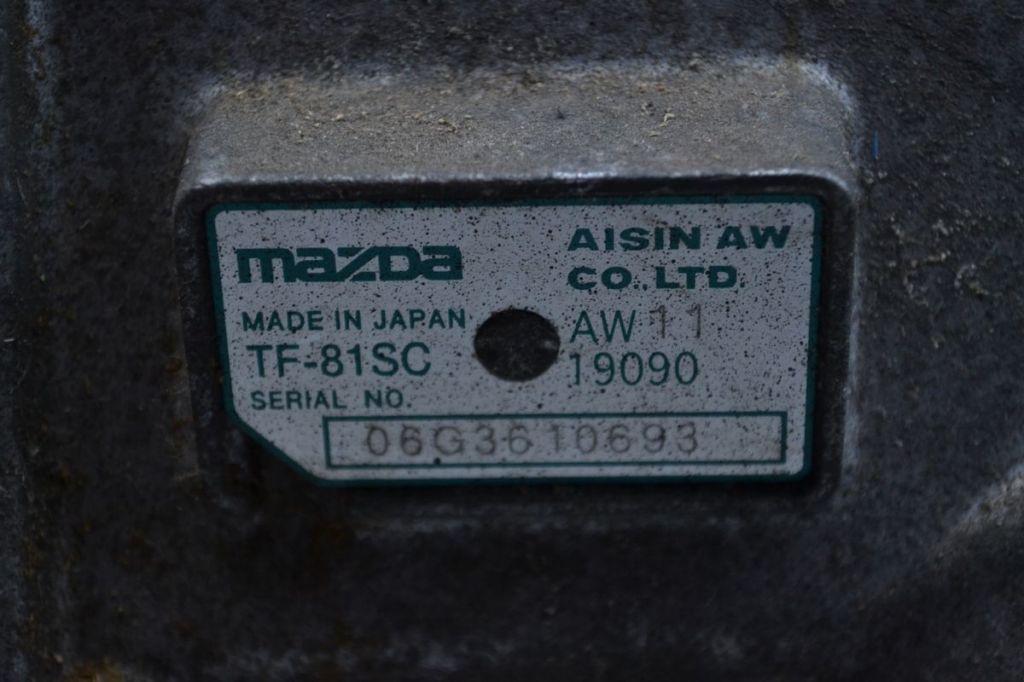 mazda
AISIN AW
CO., LTD.
MADE IN JAPAN
AW 11
TF-81SC
19090
SERIAL NO.
06G3610693